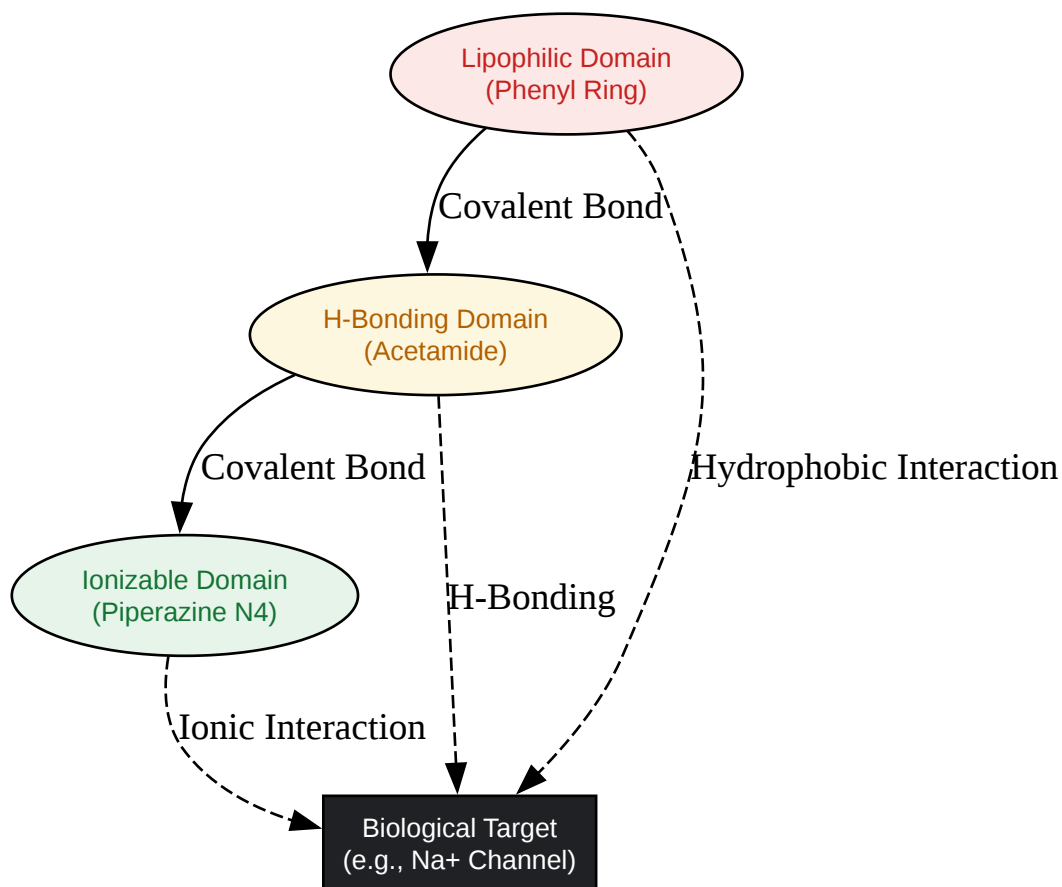 Lipophilic Domain
(Phenyl Ring)
Covalent Bond
H-Bonding Domain
(Acetamide)
Covalent Bond
Hydrophobic Interaction
Ionizable Domain
(Piperazine N4)
H-Bonding
Ionic Interaction
Biological Target
(e.g., Na+ Channel)